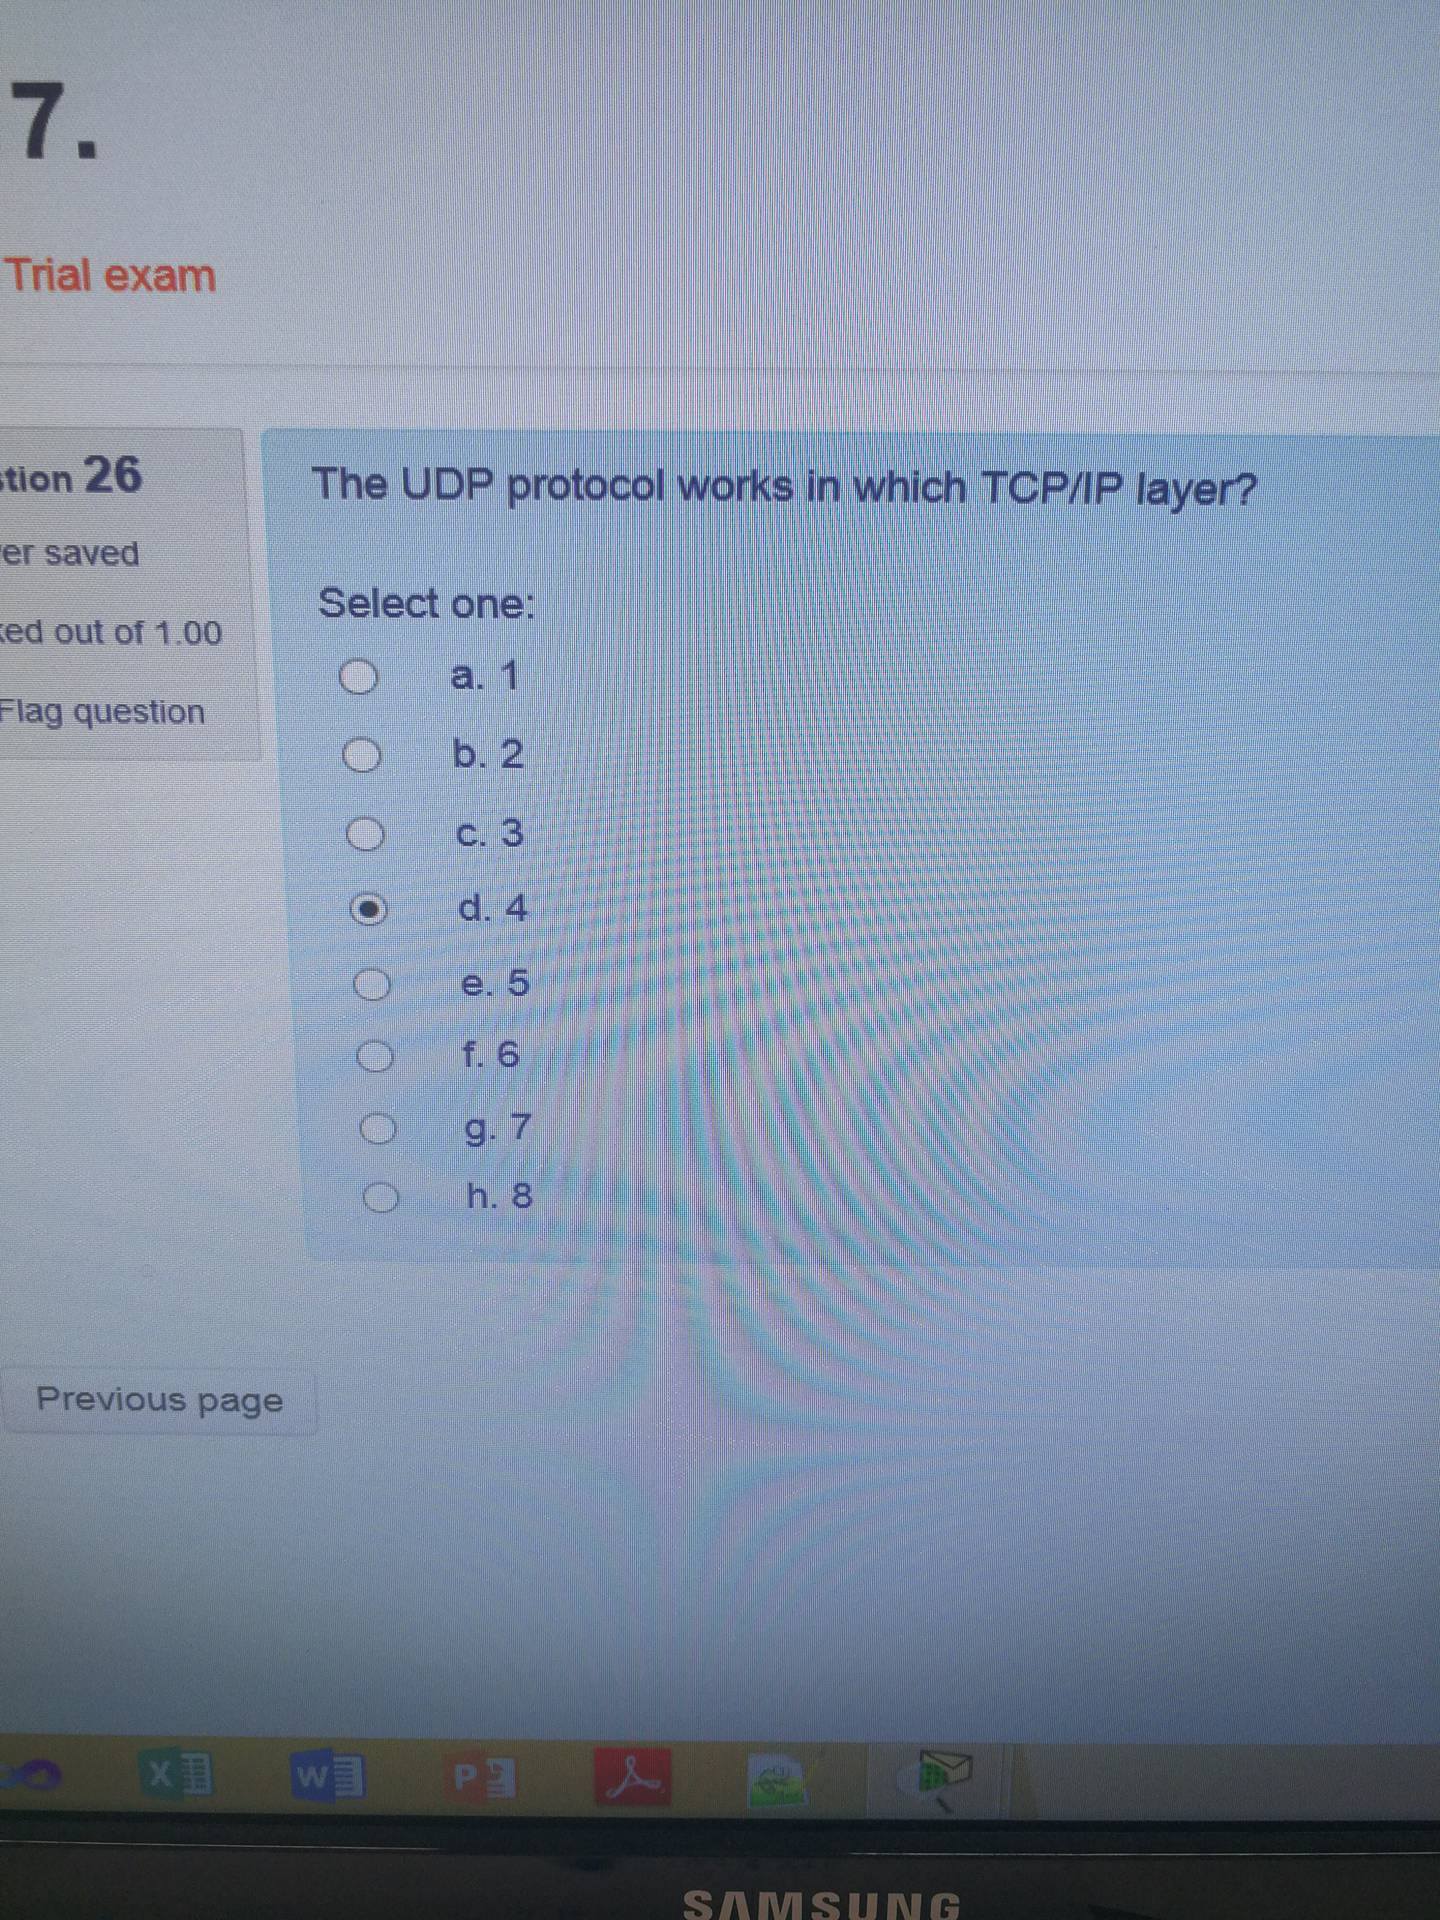 7.
Trial exam
tion 26
er saved
ed out of 1.00
Flag question
The UDP protocol works in which TCP/IP layer?
Select one:
a. 1
b. 2
c. 3
d. 4
e. 5
f. 6
g. 7
h. 8
Previous page
X
W
P
SAMSUNG